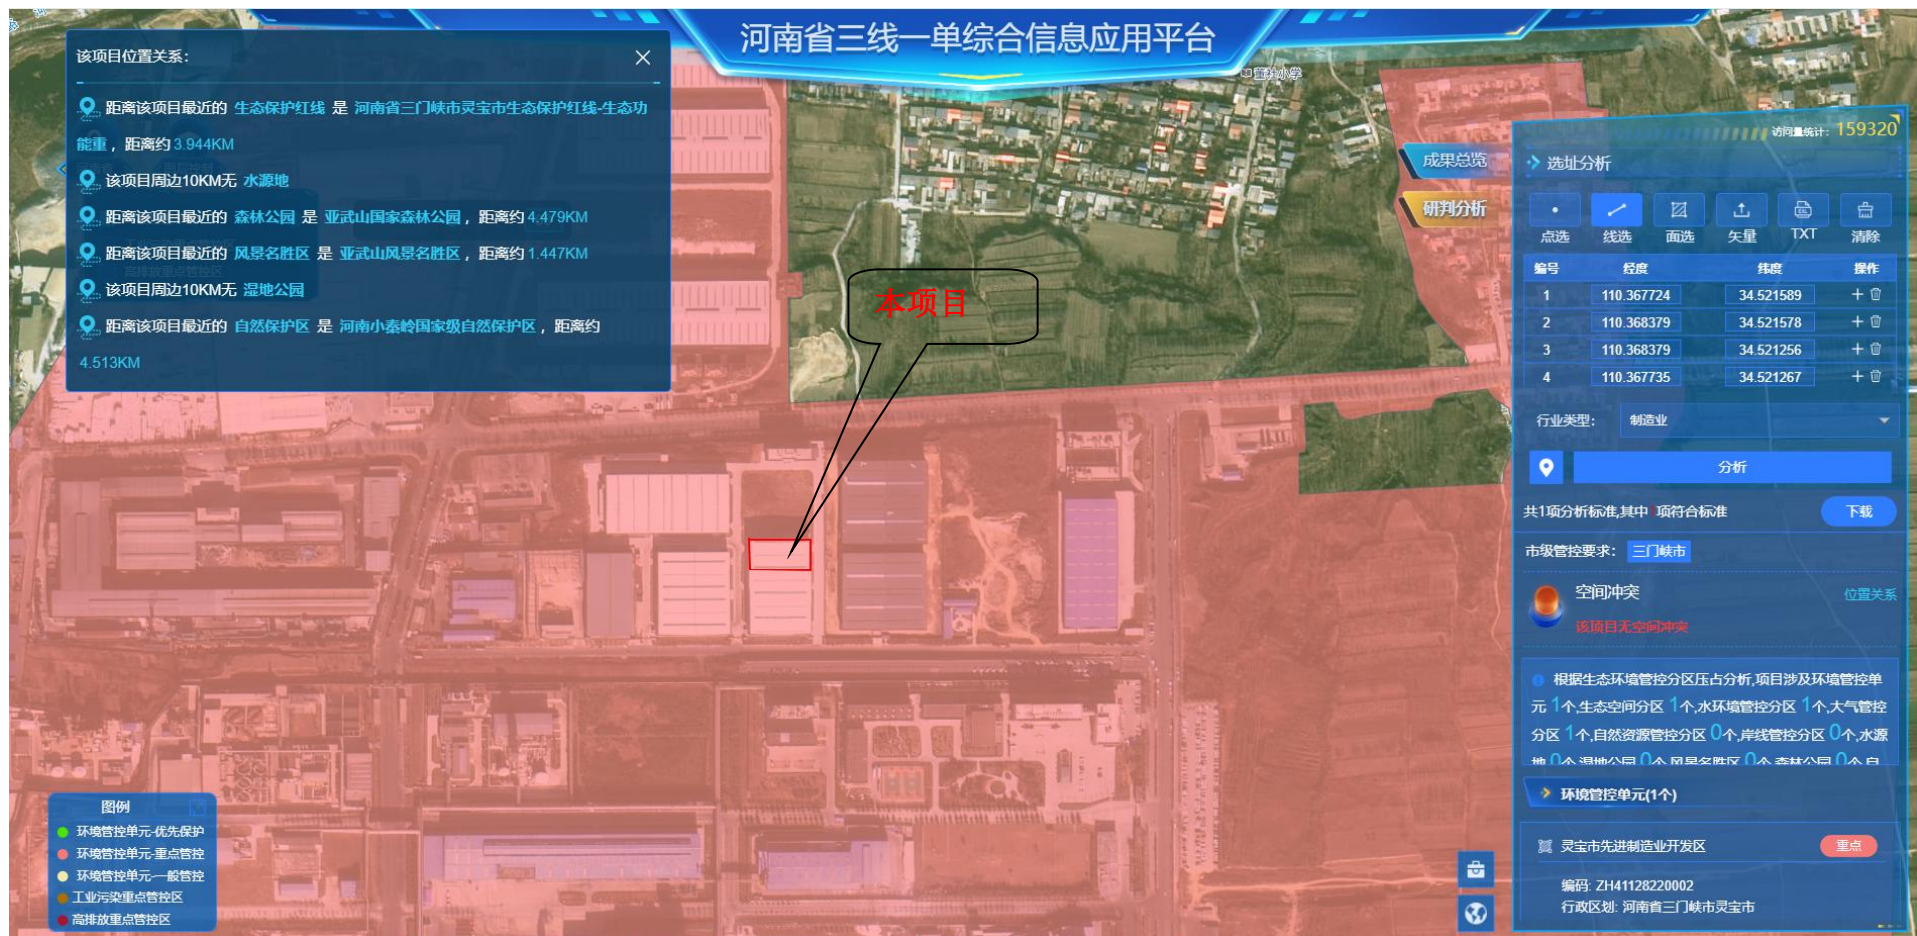 河南省三线一单综合信息应用平台
该项目位置关系：
距离该项目最近的 生态保护红线 是 河南省三门峡市灵宝市生态保护红线-生态功
能重，距离约 3.944KM
该项目周边10KM无 水源地
距离该项目最近的 森林公园 是 亚武山国家森林公园，距离约 4.479KM
距离该项目最近的 风景名胜区 是 亚武山风景名胜区，距离约 1.447KM
该项目周边10KM无 湿地公园
距离该项目最近的 自然保护区 是 河南小秦岭国家级自然保护区，距离约
4.513KM
本项目
成果总览
研判分析
访问量统计：159320
选址分析
点选 线选 面选 矢量 TXT 清除
编号 经度 纬度 操作
1 110.367724 34.521589
2 110.368379 34.521578
3 110.368379 34.521256
4 110.367735 34.521267
行业类型： 制造业
分析
共1项分析标准,其中 项符合标准
下载
市级管控要求： 三门峡市
空间冲突
位置关系
该项目无空间冲突
根据生态环境管控分区压占分析,项目涉及环境管控单
元 1个,生态空间分区 1个,水环境管控分区 1个,大气管控
分区 1个,自然资源管控分区 0个,岸线管控分区 0个,水源
地 0个,湿地公园 0个,风景名胜区 0个,森林公园 0个,自
环境管控单元(1个)
灵宝市先进制造业开发区 重点
编码: ZH41128220002
行政区划: 河南省三门峡市灵宝市
图例
环境管控单元-优先保护
环境管控单元-重点管控
环境管控单元-一般管控
工业污染重点管控区
高排放重点管控区